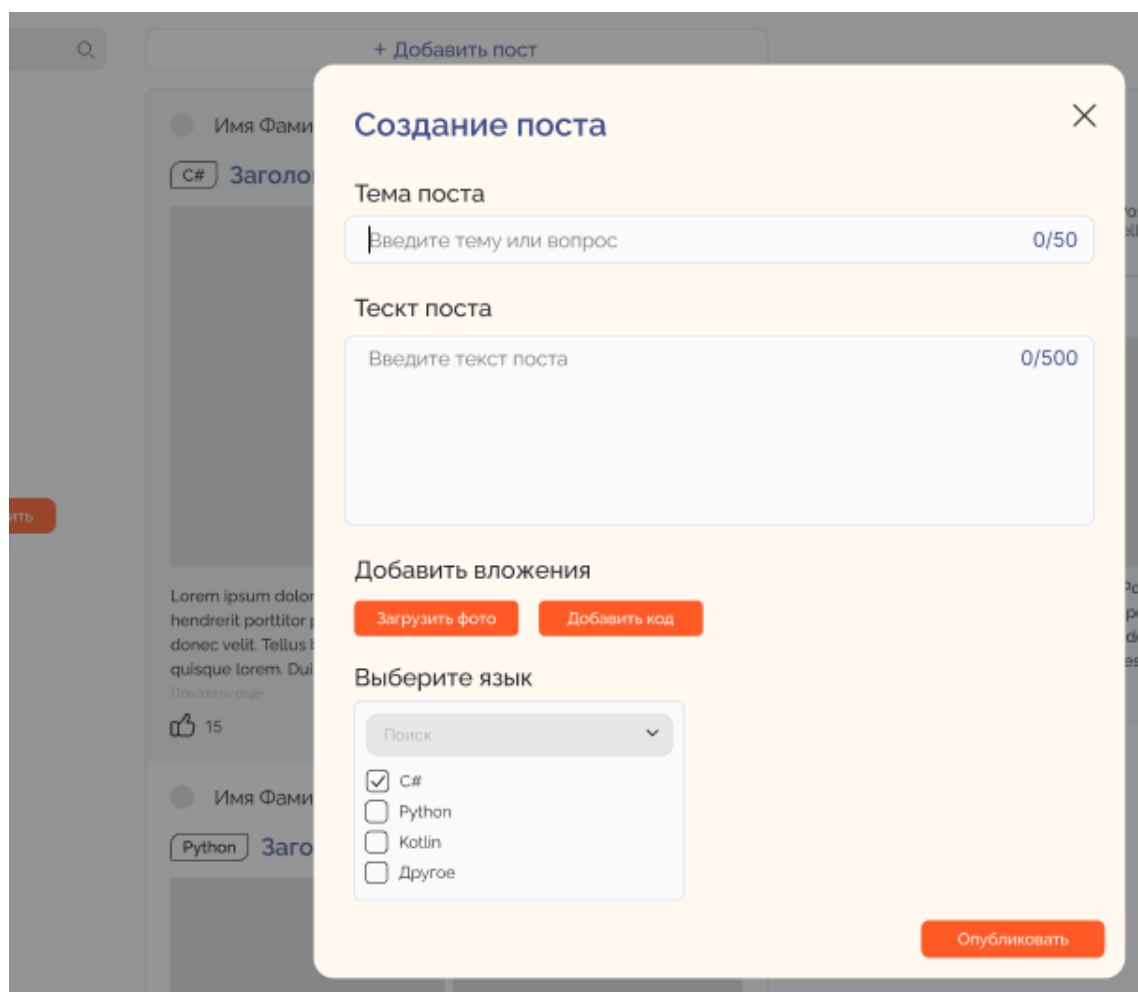 + Добавить пост
Создание поста
Имя Фами
C# Заголо
Тема поста
Введите тему или вопрос 0/50
Тескт поста
Введите текст поста 0/500
ить
Добавить вложения
Загрузить фото Добавить код
Lorem ipsum dolor
hendrerit porttitor
donec velit. Tellus
quisque lorem. Dui
Показать ещё
15
Выберите язык
Поиск
C#
Python
Kotlin
Другое
Имя Фами
Python Заго
Опубликовать